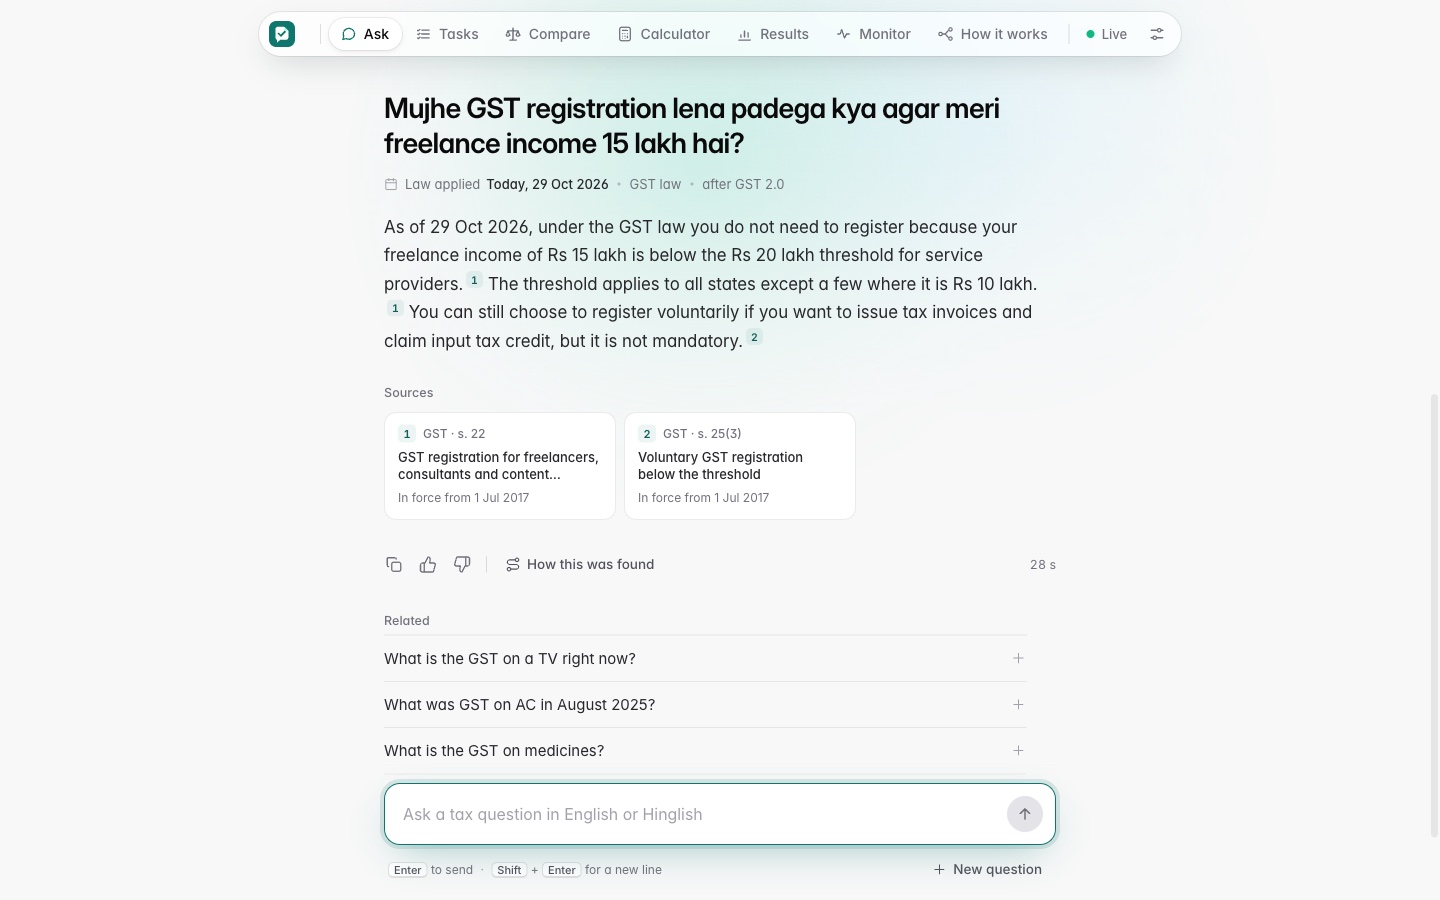 Ask
Tasks
Compare
Calculator
Results
Monitor
How it works
Live
Mujhe GST registration lena padega kya agar meri
freelance income 15 lakh hai?
Law applied Today, 29 Oct 2026 • GST law • after GST 2.0
As of 29 Oct 2026, under the GST law you do not need to register because your
freelance income of Rs 15 lakh is below the Rs 20 lakh threshold for service
providers. 1 The threshold applies to all states except a few where it is Rs 10 lakh.
1 You can still choose to register voluntarily if you want to issue tax invoices and
claim input tax credit, but it is not mandatory. 2
Sources
1 GST · s. 22
GST registration for freelancers,
consultants and content...
In force from 1 Jul 2017
2 GST · s. 25(3)
Voluntary GST registration
below the threshold
In force from 1 Jul 2017
How this was found
28 s
Related
What is the GST on a TV right now?
What was GST on AC in August 2025?
What is the GST on medicines?
Ask a tax question in English or Hinglish
Enter to send · Shift + Enter for a new line
New question